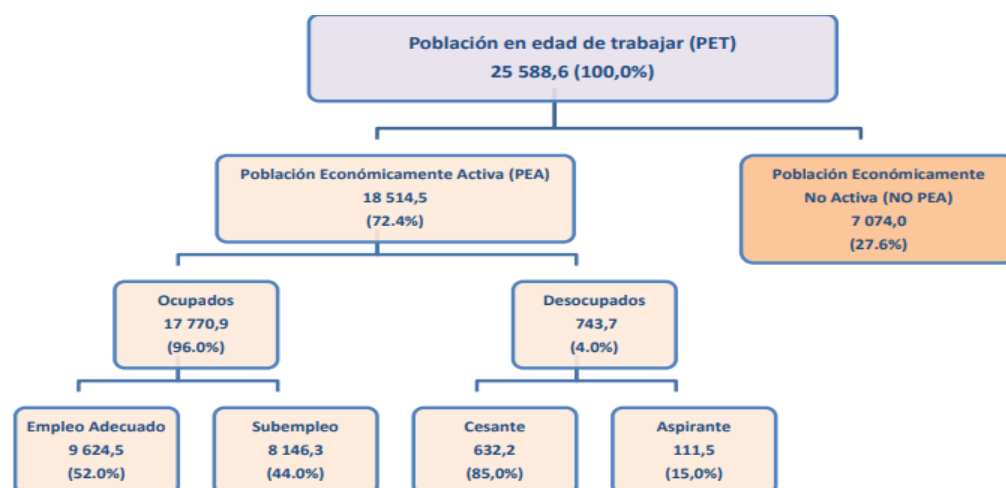 Población en edad de trabajar (PET)
25 588,6 (100,0%)
Población Económicamente Activa (PEA)
18 514,5
(72.4%)
Población Económicamente
No Activa (NO PEA)
7 074,0
(27.6%)
Ocupados
17 770,9
(96.0%)
Desocupados
743,7
(4.0%)
Empleo Adecuado
9 624,5
(52.0%)
Subempleo
8 146,3
(44.0%)
Cesante
632,2
(85,0%)
Aspirante
111,5
(15,0%)